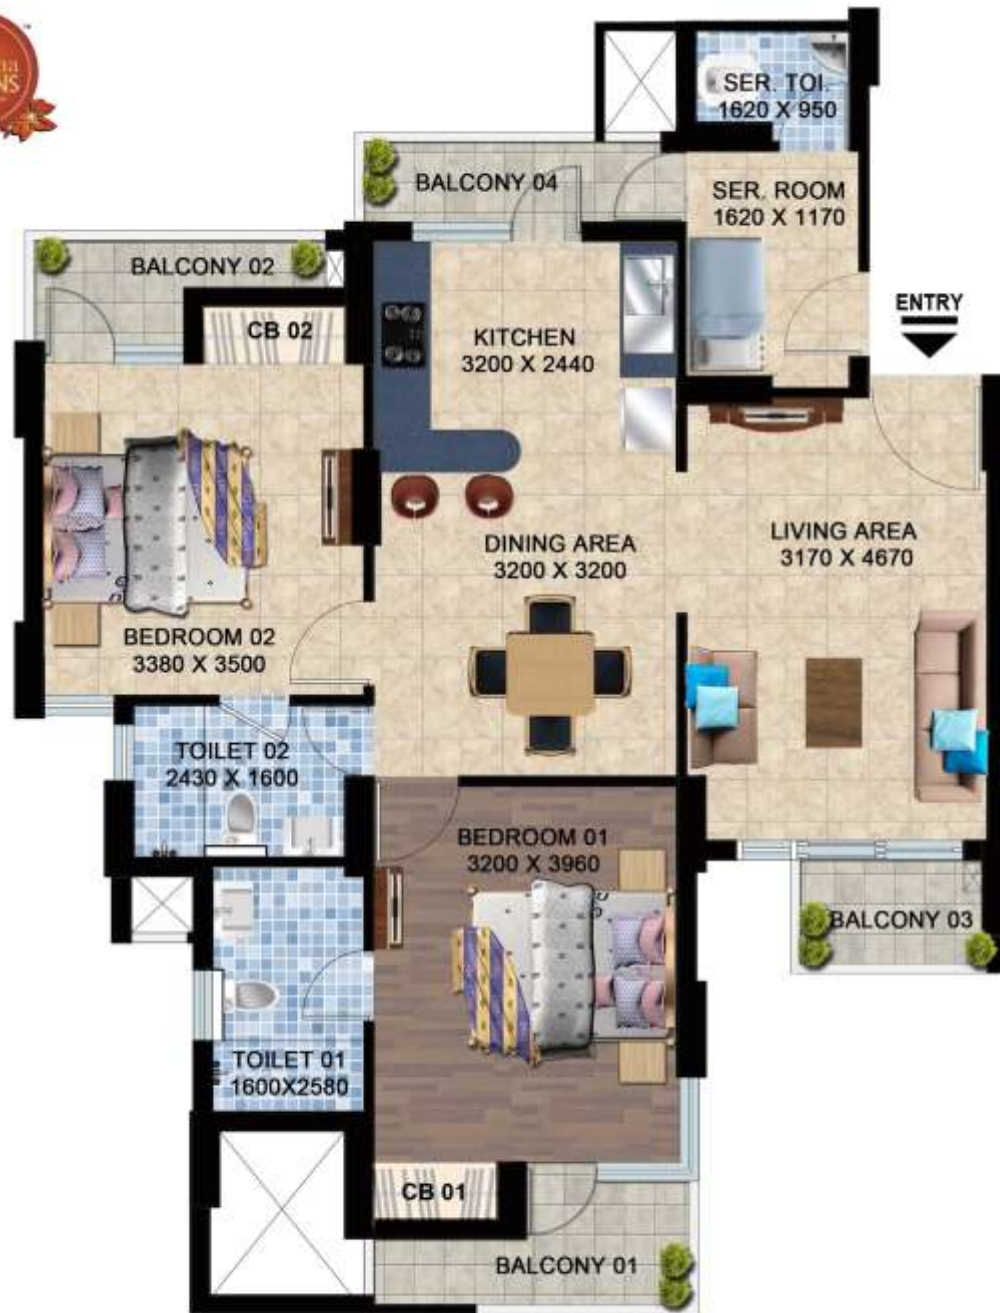 na
NS
SER. TOI.
1620 X 950
BALCONY 04
SER. ROOM
1620 X 1170
BALCONY 02
ENTRY
CB 02
KITCHEN
3200 X 2440
DINING AREA
3200 X 3200
LIVING AREA
3170 X 4670
BEDROOM 02
3380 X 3500
TOILET 02
2430 X 1600
BEDROOM 01
3200 X 3960
BALCONY 03
TOILET 01
1600X2580
CB 01
BALCONY 01